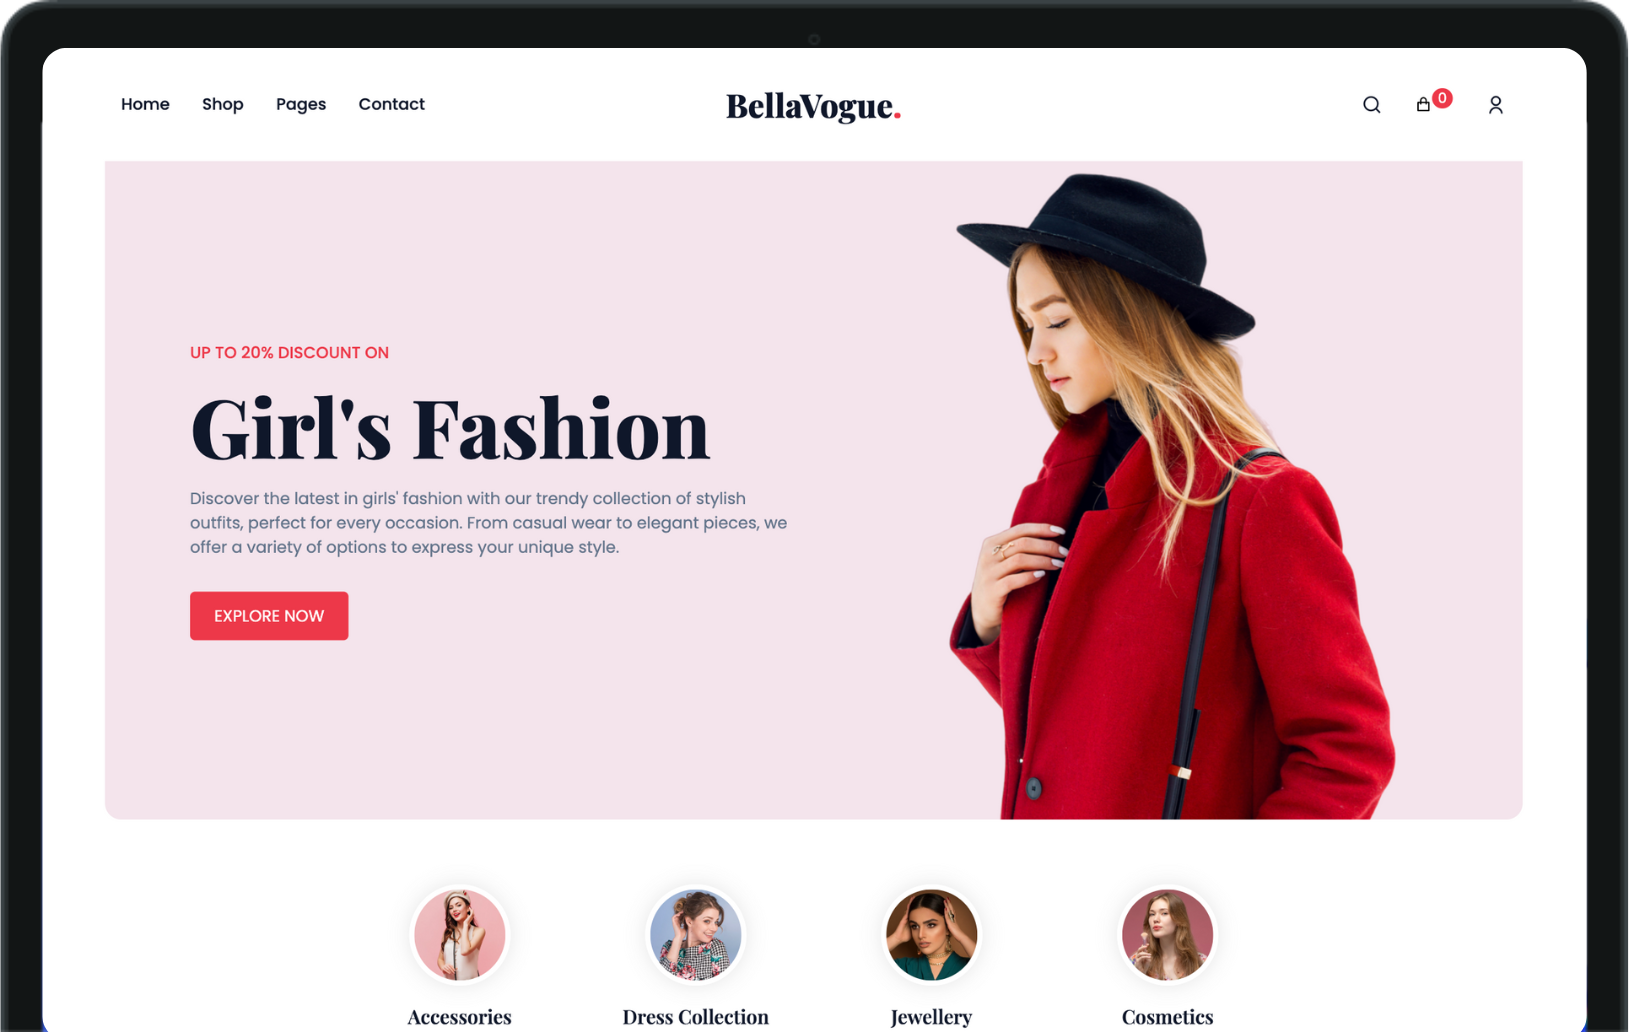 Home Shop Pages Contact
BellaVogue.
0
UP TO 20% DISCOUNT ON
Girl's Fashion
Discover the latest in girls' fashion with our trendy collection of stylish
outfits, perfect for every occasion. From casual wear to elegant pieces, we
offer a variety of options to express your unique style.
EXPLORE NOW
Accessories
Dress Collection
Jewellery
Cosmetics